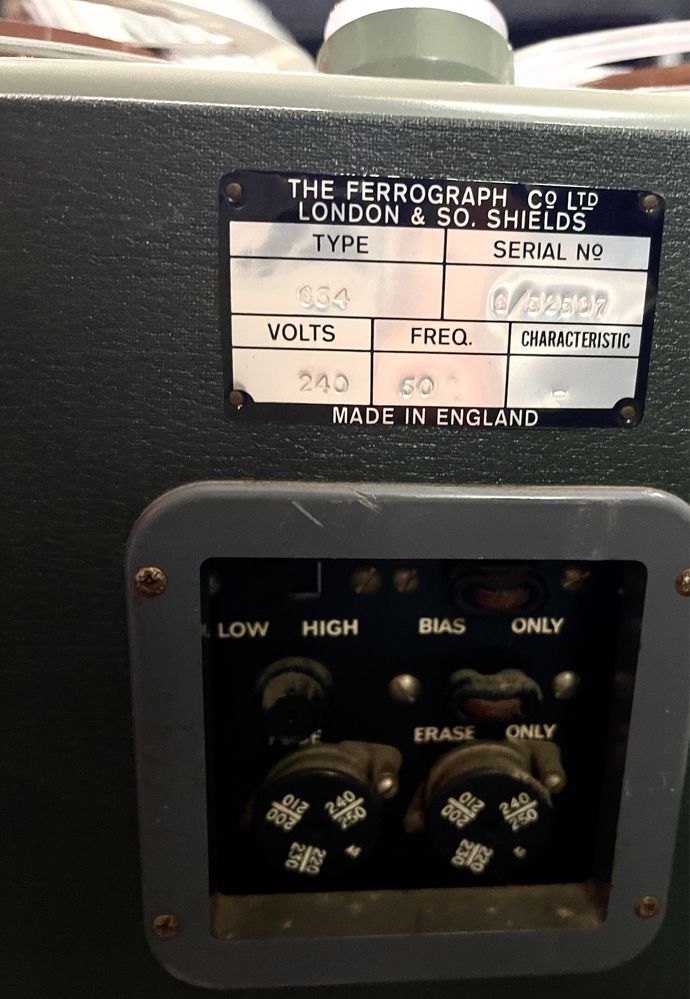 THE FERROGRAPH Cº LTD
LONDON & SO. SHIELDS
TYPE SERIAL Nº
634
VOLTS FREQ. CHARACTERISTIC
240 50 -
MADE IN ENGLAND
LOW HIGH BIAS ONLY
ERASE ONLY
200 210 240 250 200 210 240 250
230 220 230 220